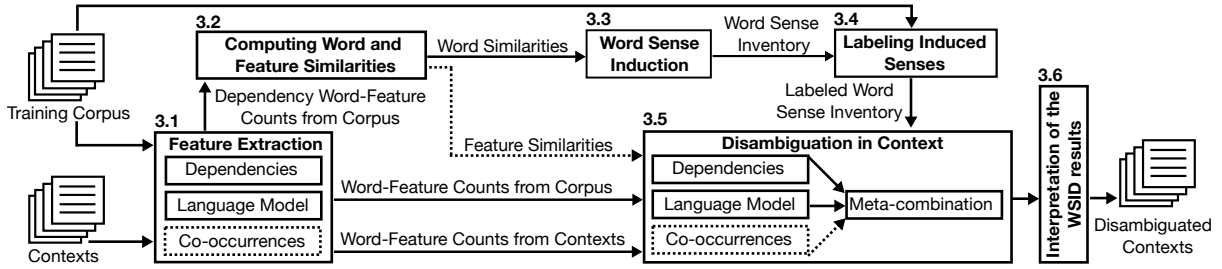 3.2
Computing Word and
Feature Similarities
Word Similarities
3.3
Word Sense
Induction
Word Sense
Inventory
3.4
Labeling Induced
Senses
Training Corpus
Dependency Word-Feature
Counts from Corpus
Labeled Word
Sense Inventory
3.1
Feature Extraction
Dependencies
Language Model
Co-occurrences
Feature Similarities
Word-Feature Counts from Corpus
Word-Feature Counts from Contexts
3.5
Disambiguation in Context
Dependencies
Language Model
Co-occurrences
Meta-combination
3.6
Interpretation of the
WSID results
Contexts
Disambiguated
Contexts